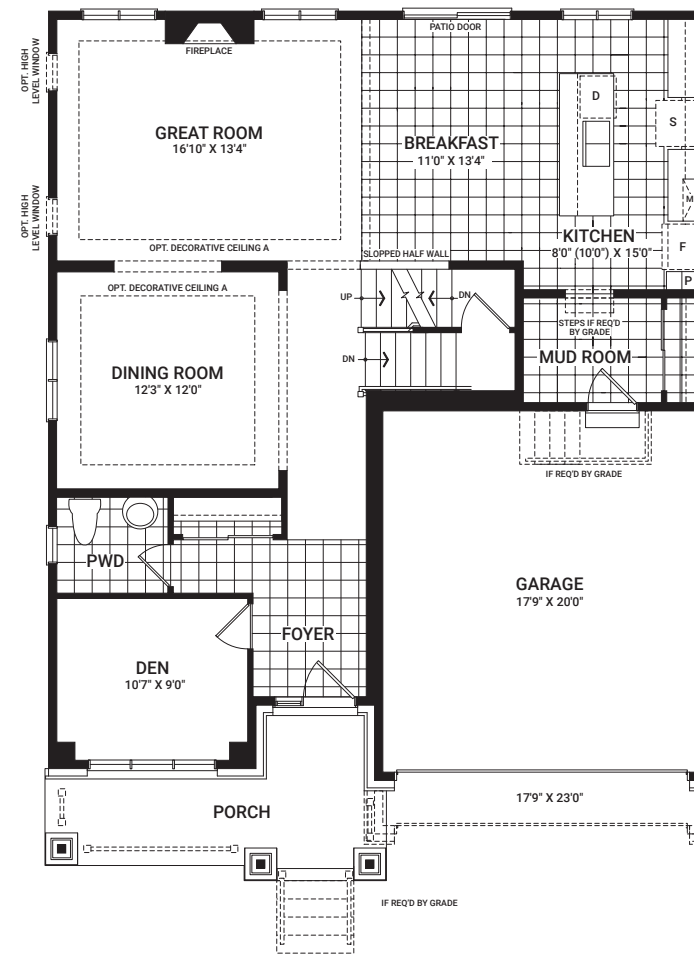 PATIO DOOR
FIREPLACE
OPT. HIGH
LEVEL WINDOW
GREAT ROOM
16'10" X 13'4"
BREAKFAST
11'0" X 13'4"
D
S
M
OPT. HIGH
LEVEL WINDOW
KITCHEN
8'0" (10'0") X 15'0"
F
P
OPT. DECORATIVE CEILING A
SLOPPED HALF WALL
OPT. DECORATIVE CEILING A
UP
DN
STEPS IF REQ'D
BY GRADE
MUD ROOM
DN
DINING ROOM
12'3" X 12'0"
IF REQ'D BY GRADE
PWD
GARAGE
17'9" X 20'0"
FOYER
DEN
10'7" X 9'0"
17'9" X 23'0"
PORCH
IF REQ'D BY GRADE